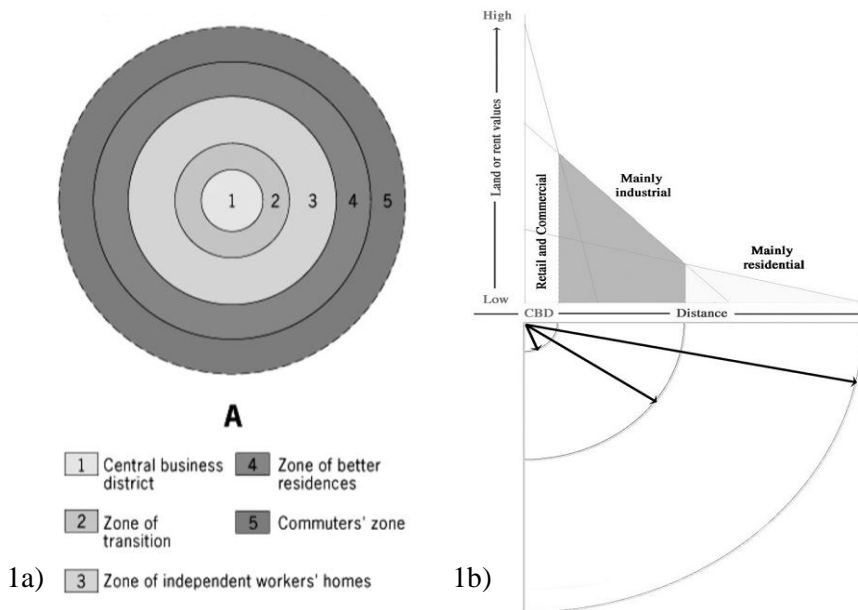 1 2 3 4 5
A
1 Central business
district
4 Zone of better
residences
2 Zone of
transition
5 Commuters' zone
3 Zone of independent workers' homes
1a)
High
Land or rent values
Low
Retail and Commercial
Mainly
industrial
Mainly
residential
CBD
Distance
1b)